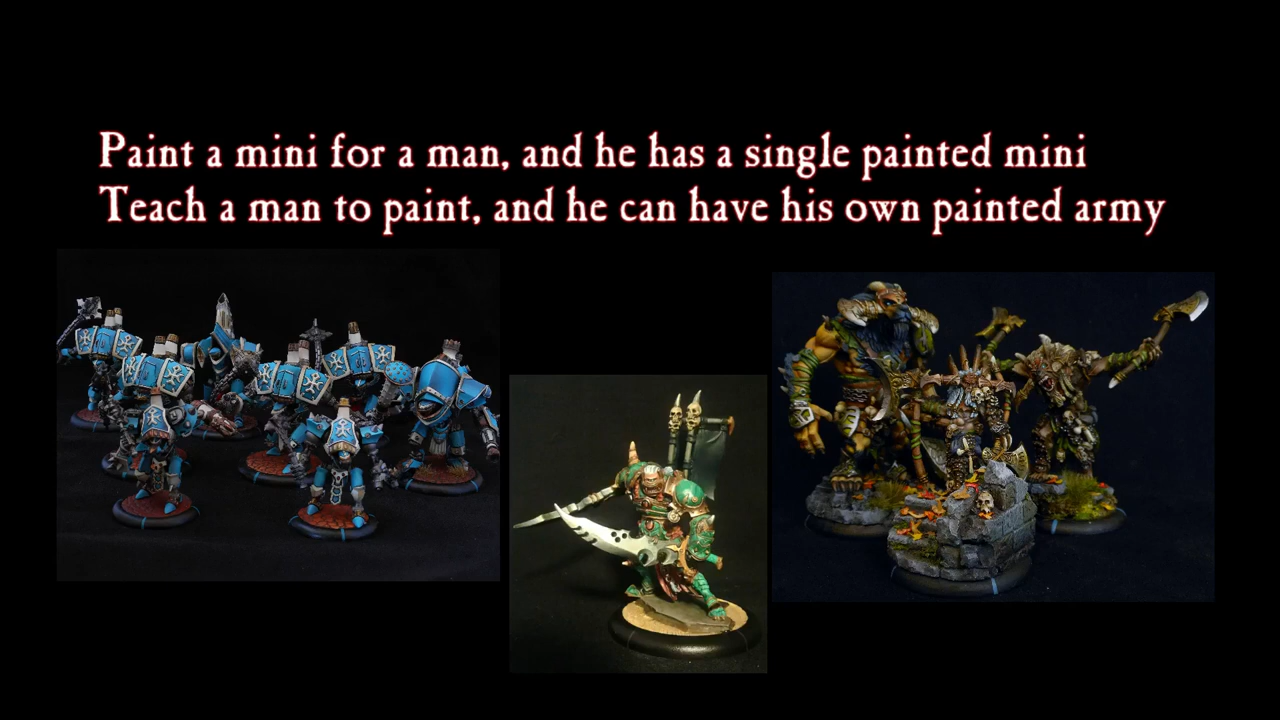 Paint a mini for a man, and he has a single painted mini
Teach a man to paint, and he can have his own painted army